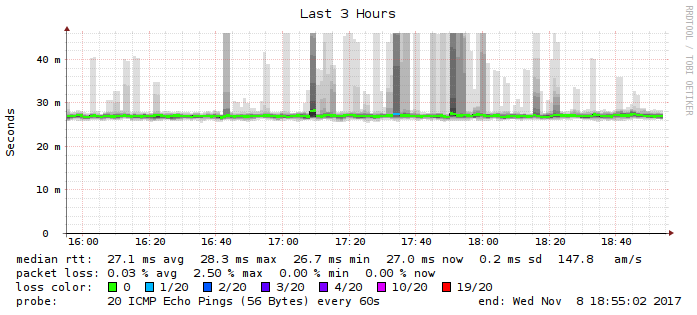 Last 3 Hours
RRDTOOL / TOBI OETIKER
Seconds
40 m
30 m
20 m
10 m
0
16:00 16:20 16:40 17:00 17:20 17:40 18:00 18:20 18:40
median rtt: 27.1 ms avg 28.3 ms max 26.7 ms min 27.0 ms now 0.2 ms sd 147.8 am/s
packet loss: 0.03 % avg 2.50 % max 0.00 % min 0.00 % now
loss color: 0 1/20 2/20 3/20 4/20 10/20 19/20
probe: 20 ICMP Echo Pings (56 Bytes) every 60s end: Wed Nov 8 18:55:02 2017